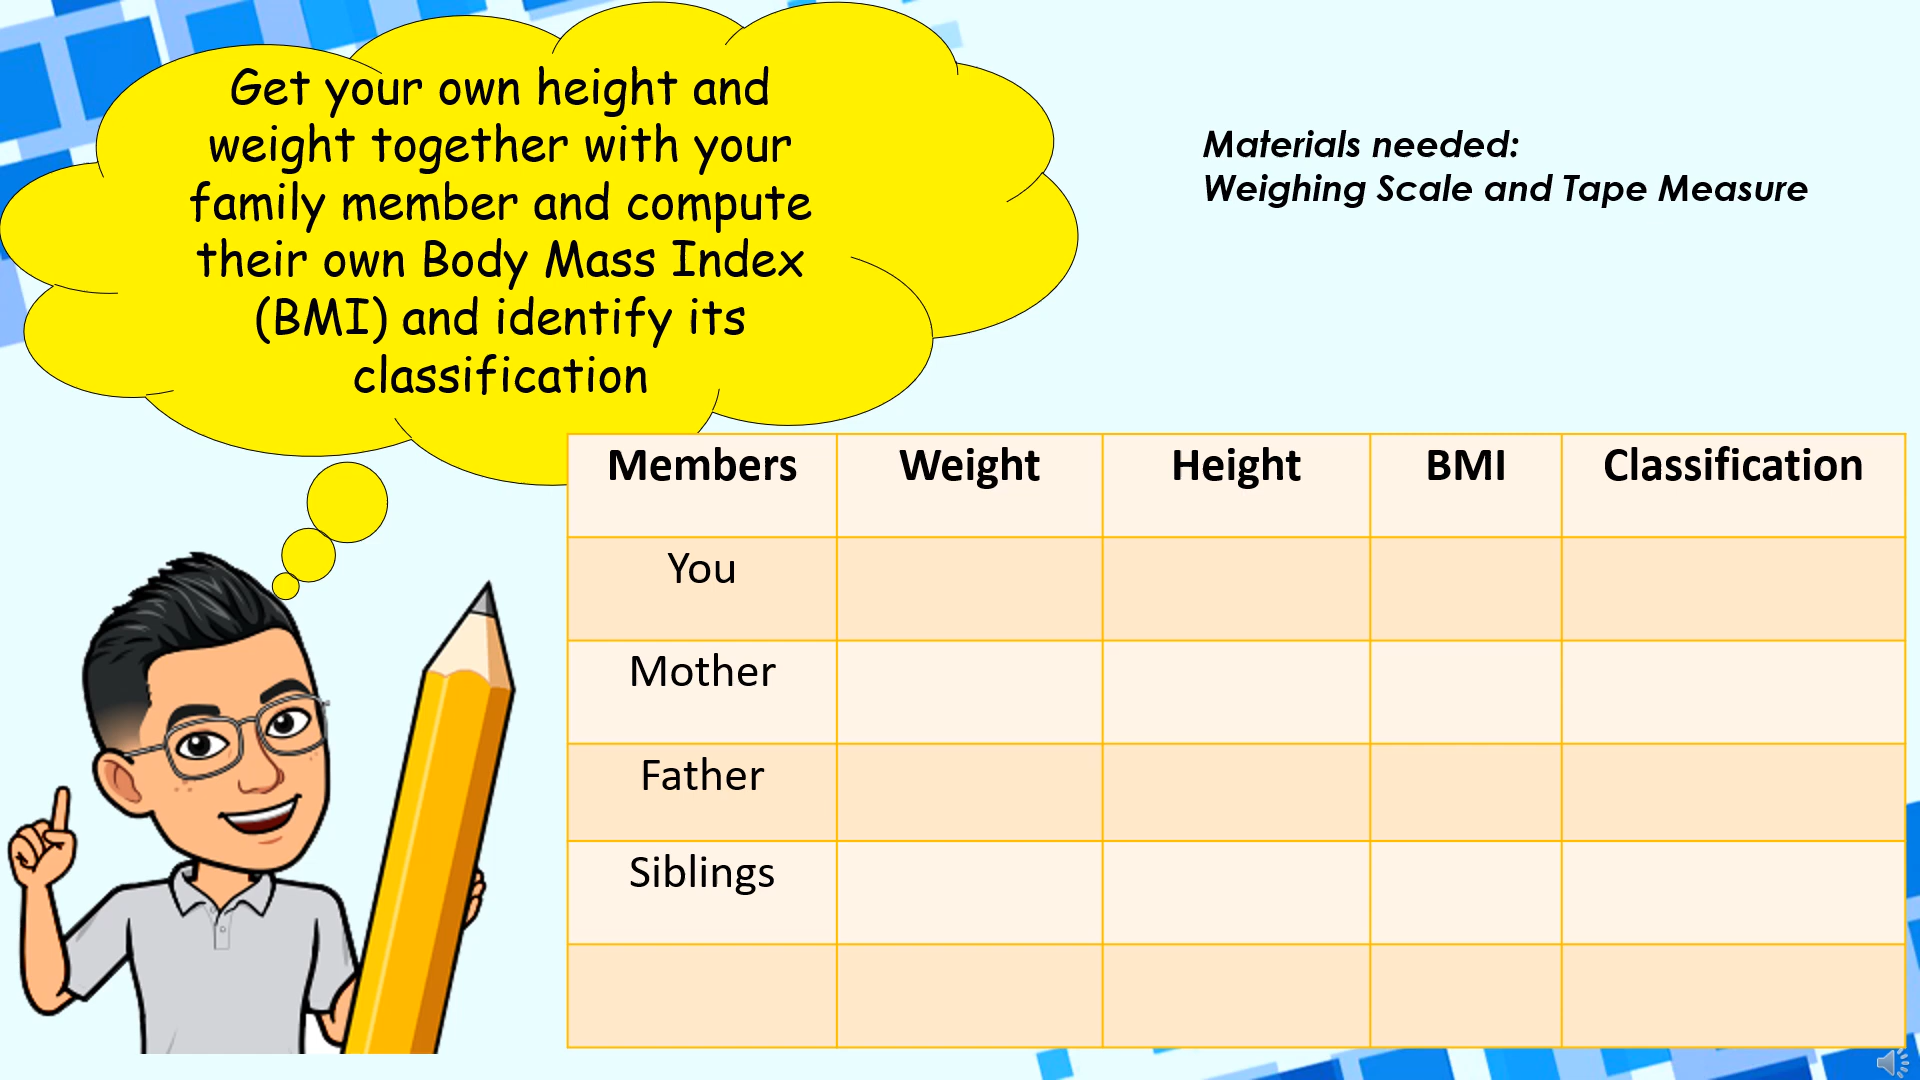 Get your own height and
weight together with your
family member and compute
their own Body Mass Index
(BMI) and identify its
classification
Materials needed:
Weighing Scale and Tape Measure
Members Weight Height BMI Classification
You
Mother
Father
Siblings